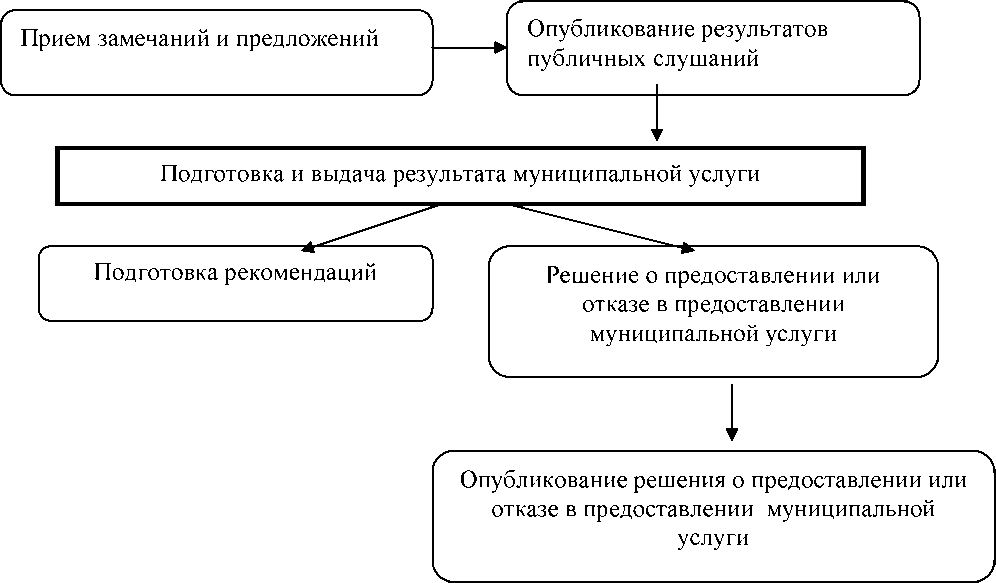 Прием замечаний и предложений
Опубликование результатов
публичных слушаний
Подготовка и выдача результата муниципальной услуги
Подготовка рекомендаций
Решение о предоставлении или
отказе в предоставлении
муниципальной услуги
Опубликование решения о предоставлении или
отказе в предоставлении муниципальной
услуги